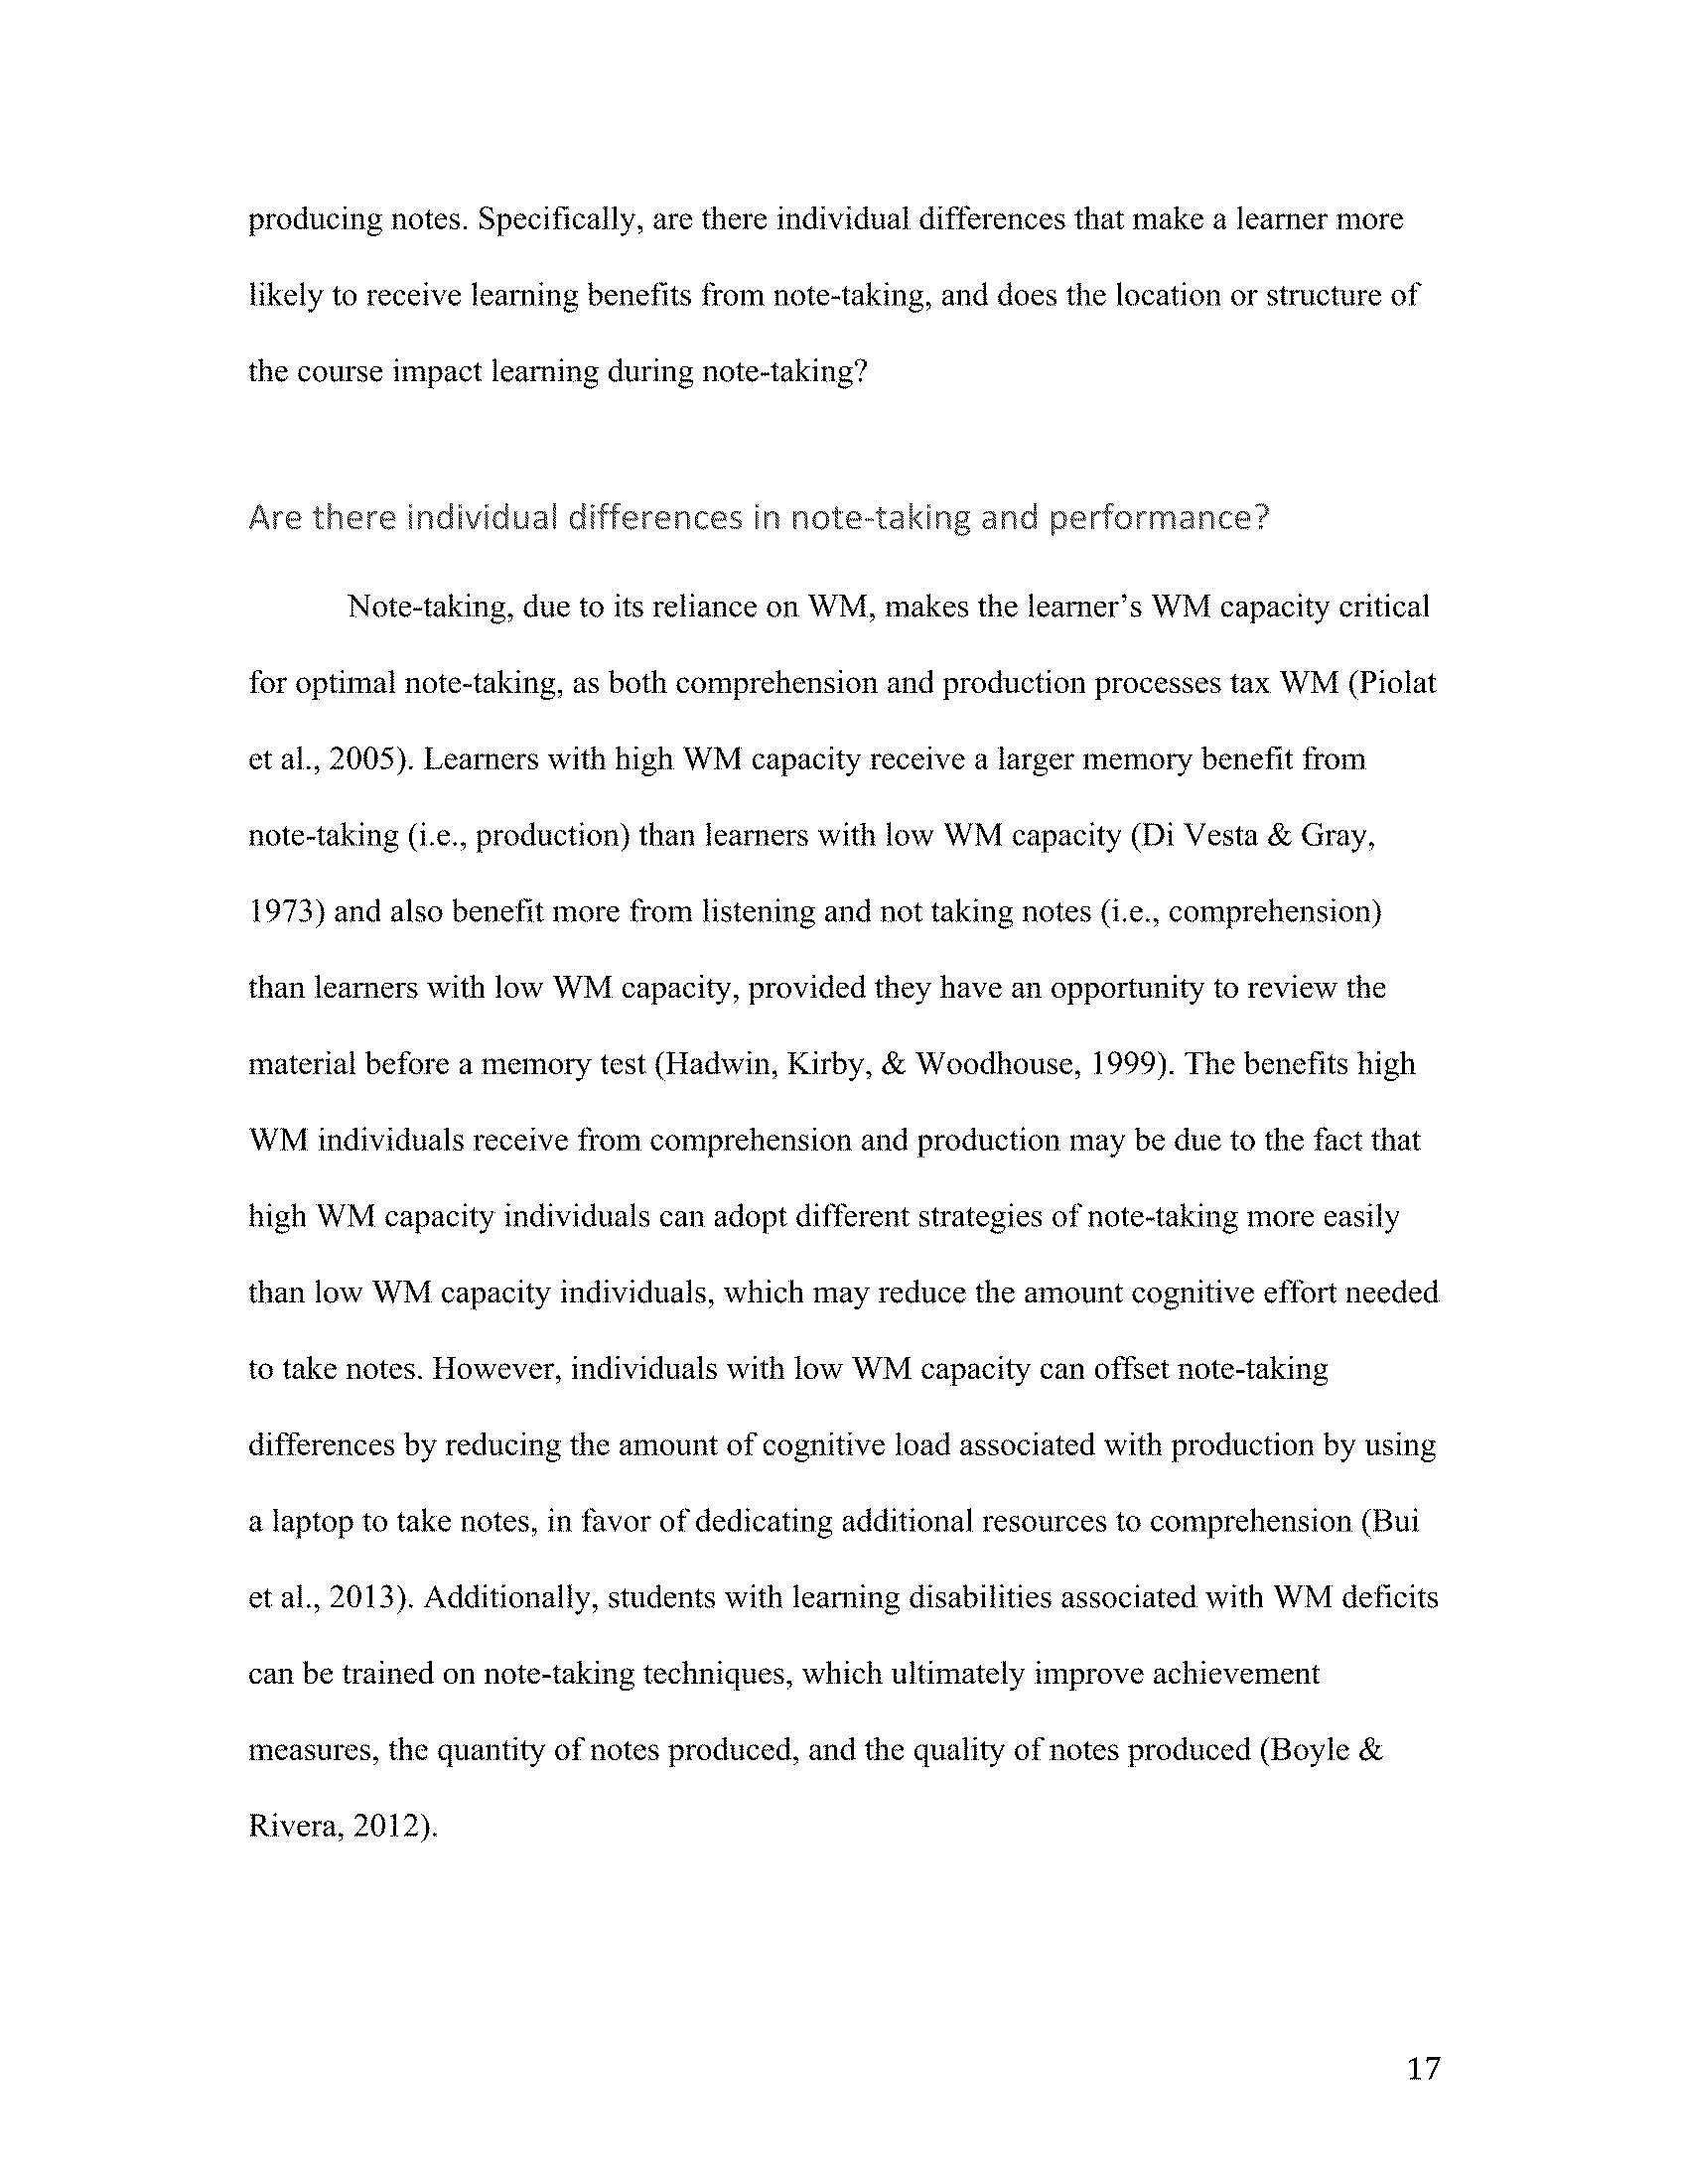 producing notes. Specifically, are there individual differences that make a learner more
likely to receive learning benefits from note-taking, and does the location or structure of
the course impact learning during note-taking?
Are there individual differences in note-taking and performance?
Note-taking, due to its reliance on WM, makes the learner’s WM capacity critical
for optimal note-taking, as both comprehension and production processes tax WM (Piolat
et al., 2005). Learners with high WM capacity receive a larger memory benefit from
note-taking (i.e., production) than learners with low WM capacity (Di Vesta & Gray,
1973) and also benefit more from listening and not taking notes (i.e., comprehension)
than learners with low WM capacity, provided they have an opportunity to review the
material before a memory test (Hadwin, Kirby, & Woodhouse, 1999). The benefits high
WM individuals receive from comprehension and production may be due to the fact that
high WM capacity individuals can adopt different strategies of note-taking more easily
than low WM capacity individuals, which may reduce the amount cognitive effort needed
to take notes. However, individuals with low WM capacity can offset note-taking
differences by reducing the amount of cognitive load associated with production by using
a laptop to take notes, in favor of dedicating additional resources to comprehension (Bui
et al., 2013). Additionally, students with learning disabilities associated with WM deficits
can be trained on note-taking techniques, which ultimately improve achievement
measures, the quantity of notes produced, and the quality of notes produced (Boyle &
Rivera, 2012).
17